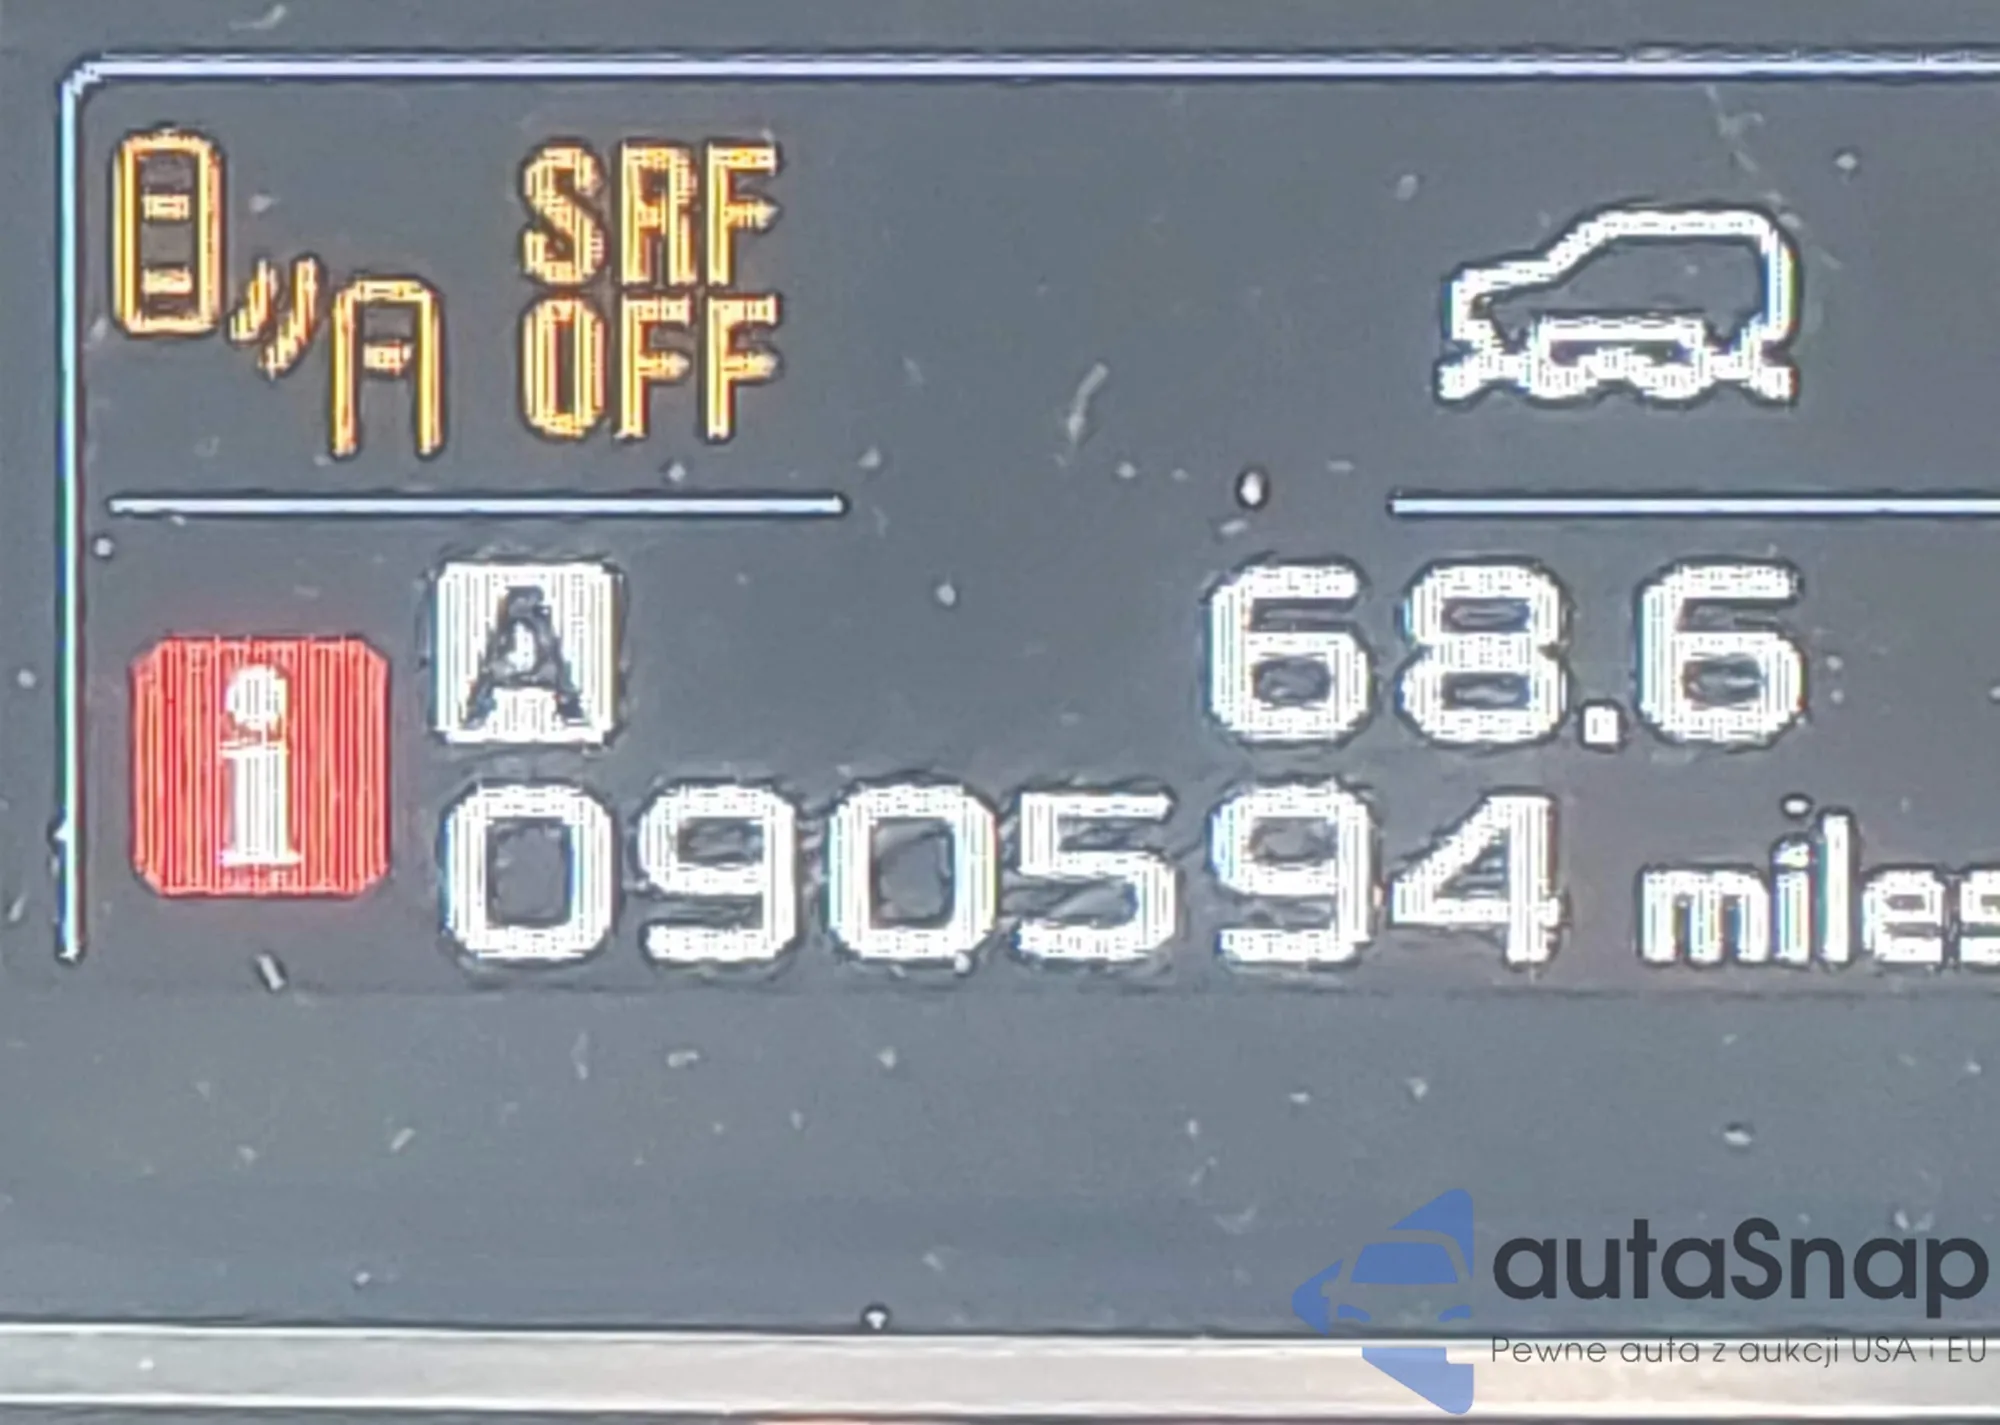 SRF
OFF
A 68.6
i 090594 miles
autaSnap
Pewne auta z aukcji USA i EU